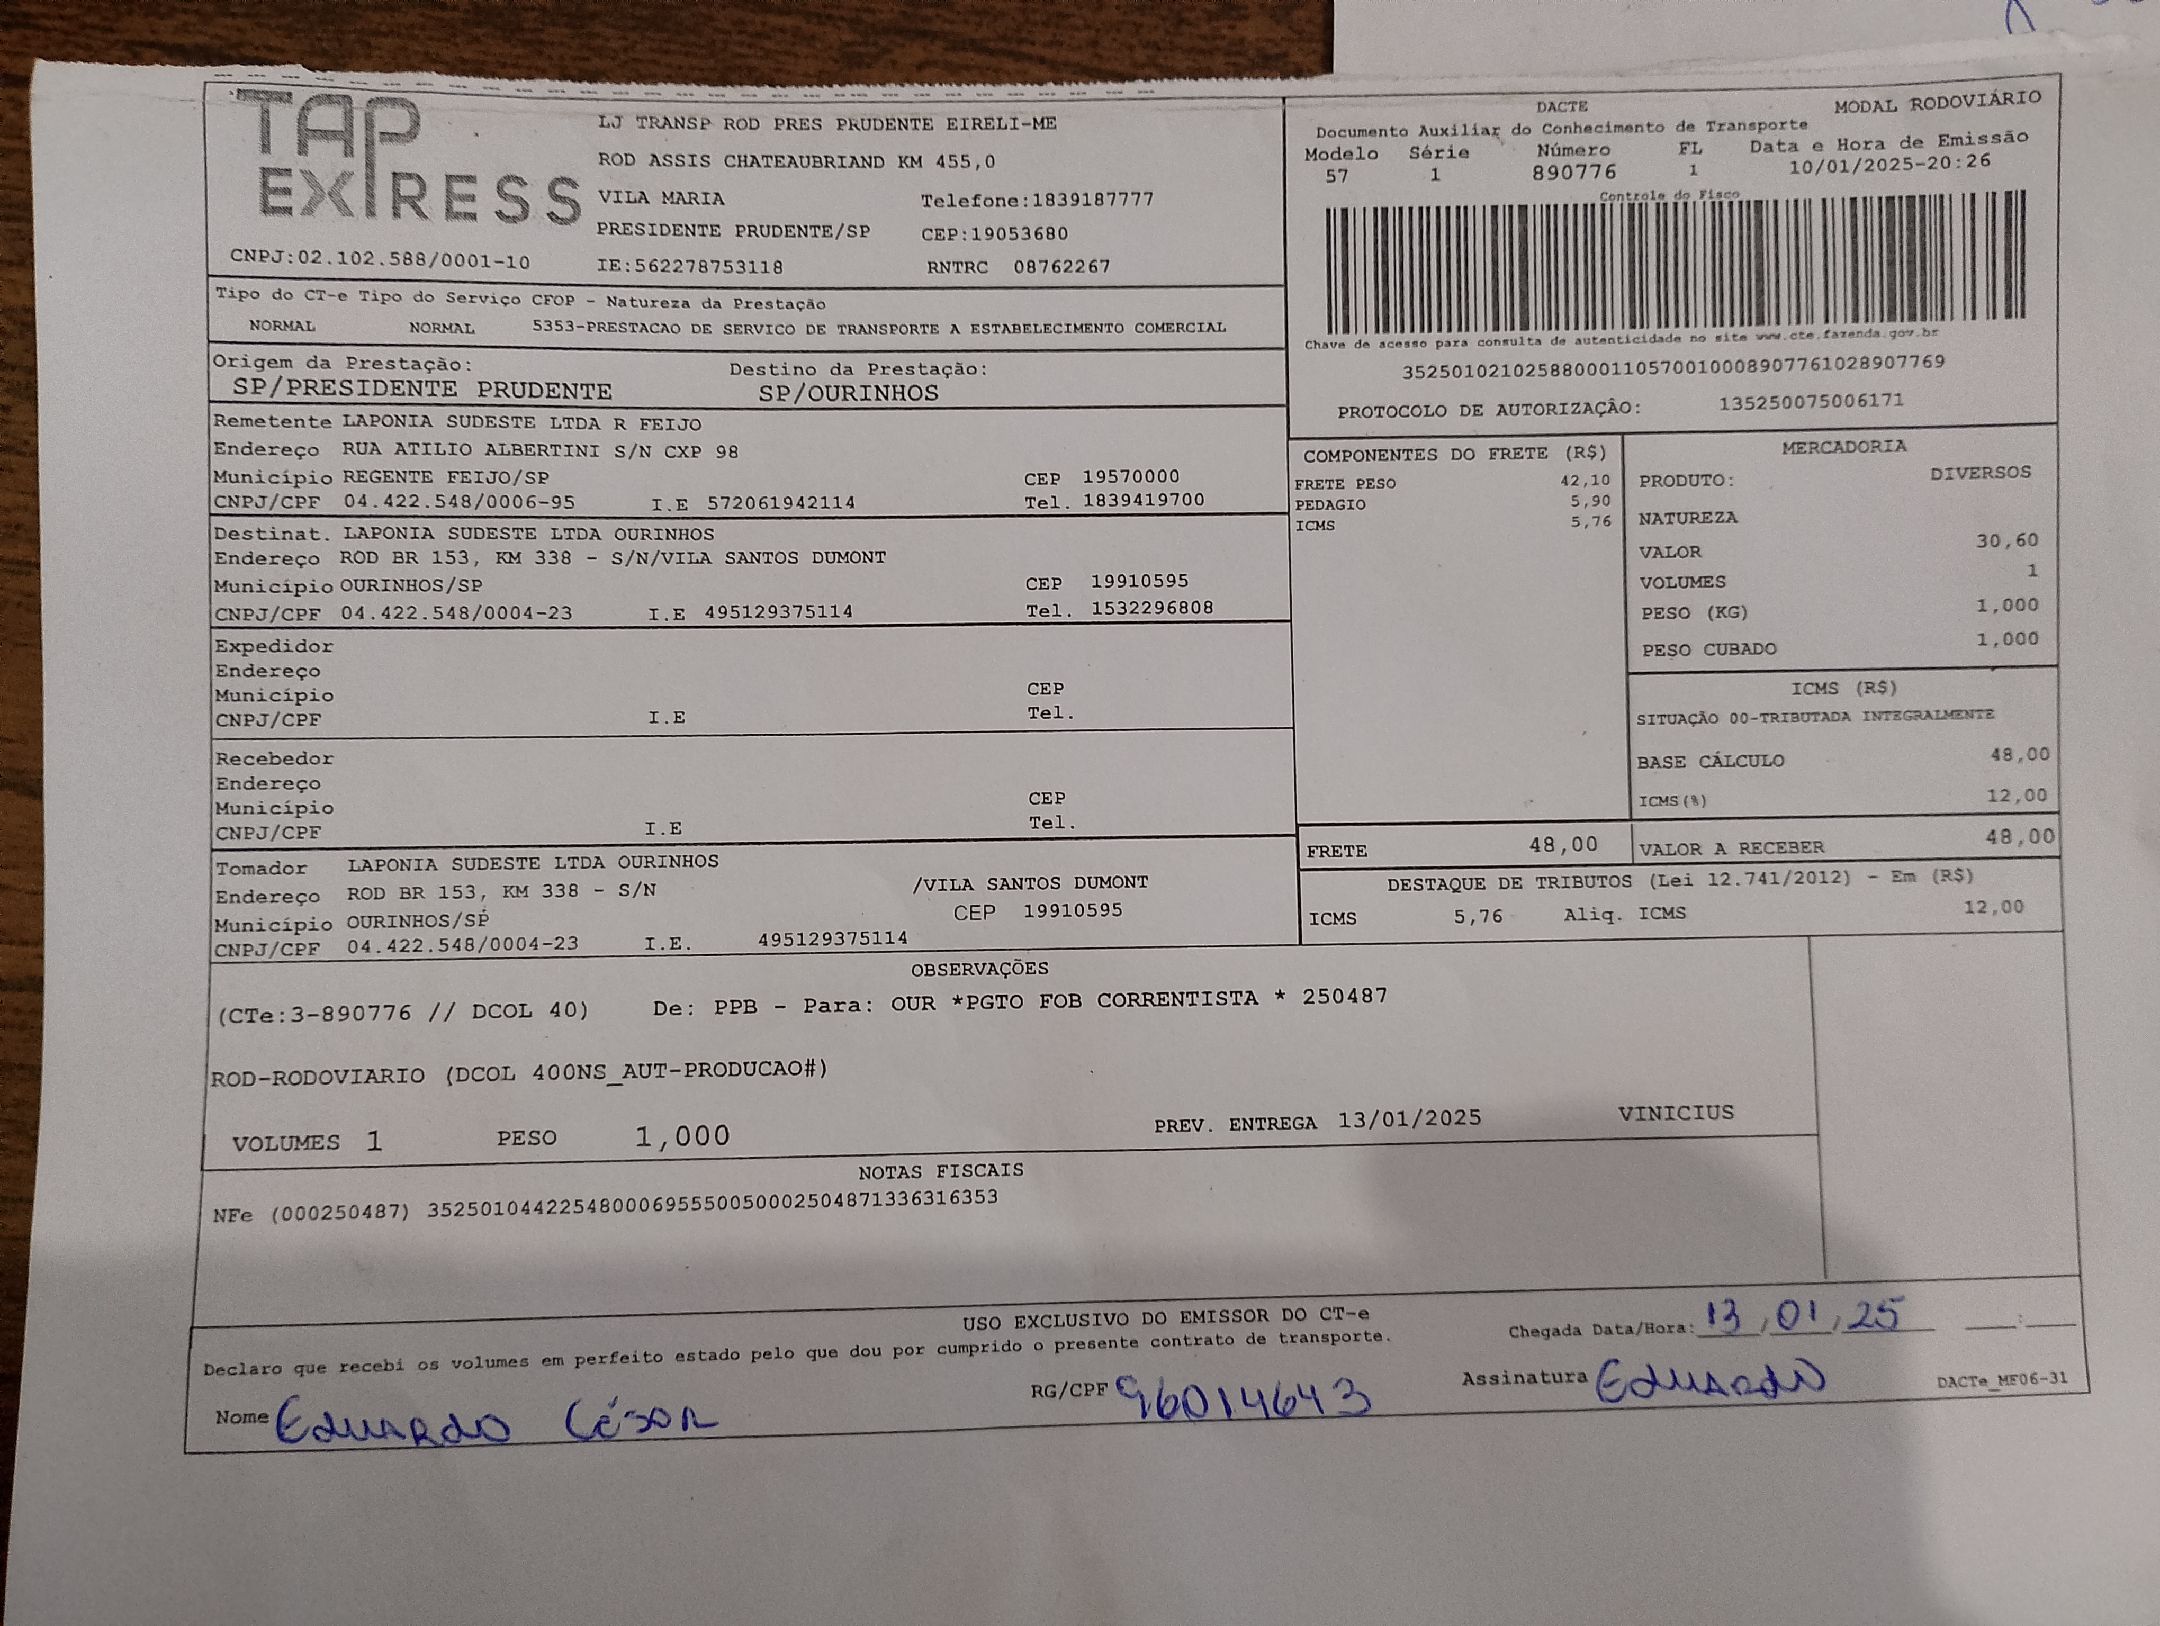 TAP
EXPRESS
CNPJ:02.102.588/0001-10
LJ TRANSP ROD PRES PRUDENTE EIRELI-ME
ROD ASSIS CHATEAUBRIAND KM 455,0
VILA MARIA Telefone:1839187777
PRESIDENTE PRUDENTE/SP CEP:19053680
IE:562278753118 RNTRC 08762267
DACTE MODAL RODOVIÁRIO
Documento Auxiliar do Conhecimento de Transporte
Modelo Série Número FL Data e Hora de Emissão
57 1 890776 1 10/01/2025-20:26
Controle do Fisco
Chave de acesso para consulta de autenticidade no site www.cte.fazenda.gov.br
35250102102588000110570010008907761028907769
PROTOCOLO DE AUTORIZAÇÃO: 135250075006171
Tipo do CT-e Tipo do Serviço CFOP - Natureza da Prestação
NORMAL NORMAL 5353-PRESTACAO DE SERVICO DE TRANSPORTE A ESTABELECIMENTO COMERCIAL
Origem da Prestação: Destino da Prestação:
SP/PRESIDENTE PRUDENTE SP/OURINHOS
Remetente LAPONIA SUDESTE LTDA R FEIJO
Endereço RUA ATILIO ALBERTINI S/N CXP 98
Município REGENTE FEIJO/SP CEP 19570000
CNPJ/CPF 04.422.548/0006-95 I.E 572061942114 Tel. 1839419700
Destinat. LAPONIA SUDESTE LTDA OURINHOS
Endereço ROD BR 153, KM 338 - S/N/VILA SANTOS DUMONT
Município OURINHOS/SP CEP 19910595
CNPJ/CPF 04.422.548/0004-23 I.E 495129375114 Tel. 1532296808
Expedidor
Endereço
Município CEP
CNPJ/CPF I.E Tel.
Recebedor
Endereço
Município CEP
CNPJ/CPF I.E Tel.
Tomador LAPONIA SUDESTE LTDA OURINHOS
Endereço ROD BR 153, KM 338 - S/N /VILA SANTOS DUMONT
Município OURINHOS/SP CEP 19910595
CNPJ/CPF 04.422.548/0004-23 I.E. 495129375114
COMPONENTES DO FRETE (R$)
FRETE PESO 42,10
PEDAGIO 5,90
ICMS 5,76
MERCADORIA
PRODUTO: DIVERSOS
NATUREZA
VALOR 30,60
VOLUMES 1
PESO (KG) 1,000
PESO CUBADO 1,000
ICMS (R$)
SITUAÇÃO 00-TRIBUTADA INTEGRALMENTE
BASE CÁLCULO 48,00
ICMS(%) 12,00
FRETE 48,00 VALOR A RECEBER 48,00
DESTAQUE DE TRIBUTOS (Lei 12.741/2012) - Em (R$)
ICMS 5,76 Aliq. ICMS 12,00
OBSERVAÇÕES
(CTe:3-890776 // DCOL 40) De: PPB - Para: OUR *PGTO FOB CORRENTISTA * 250487
ROD-RODOVIARIO (DCOL 400NS_AUT-PRODUCAO#)
VOLUMES 1 PESO 1,000 PREV. ENTREGA 13/01/2025 VINICIUS
NOTAS FISCAIS
NFe (000250487) 35250104422548000695550050002504871336316353
USO EXCLUSIVO DO EMISSOR DO CT-e
Declaro que recebi os volumes em perfeito estado pelo que dou por cumprido o presente contrato de transporte. Chegada Data/Hora: 13/01/25 __:__
Nome Eduardo César RG/CPF 96014643 Assinatura Eduardo DACTe_MF06-31